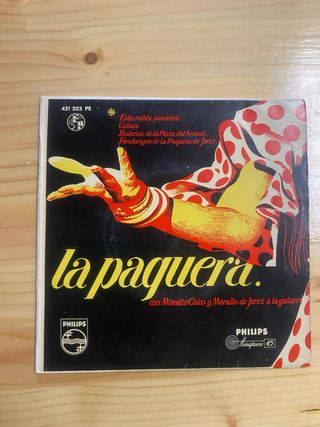 421 203 PE
Esta rabia pursera.
Celosa
Bulerías de la Plaza del Arenal.
Fandangos de la Paquera de Jerez
la paquera.
con Moraito Chico y Moraito de Jerez a la guitarra
PHILIPS
PHILIPS
Minigroove 45